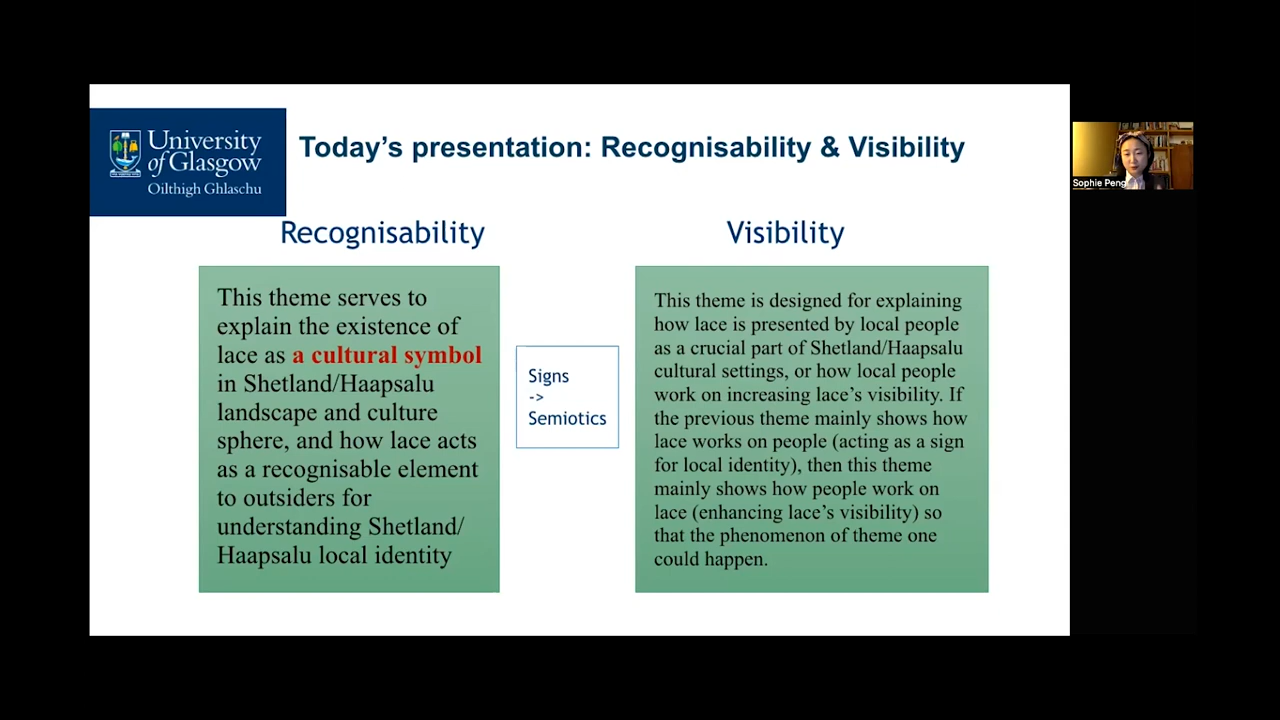 University
of Glasgow
Oilthigh Ghlaschu
Today's presentation: Recognisability & Visibility
Recognisability
This theme serves to
explain the existence of
lace as a cultural symbol
in Shetland/Haapsalu
landscape and culture
sphere, and how lace acts
as a recognisable element
to outsiders for
understanding Shetland/
Haapsalu local identity
Signs
->
Semiotics
Visibility
This theme is designed for explaining
how lace is presented by local people
as a crucial part of Shetland/Haapsalu
cultural settings, or how local people
work on increasing lace's visibility. If
the previous theme mainly shows how
lace works on people (acting as a sign
for local identity), then this theme
mainly shows how people work on
lace (enhancing lace's visibility) so
that the phenomenon of theme one
could happen.
Sophie Peng